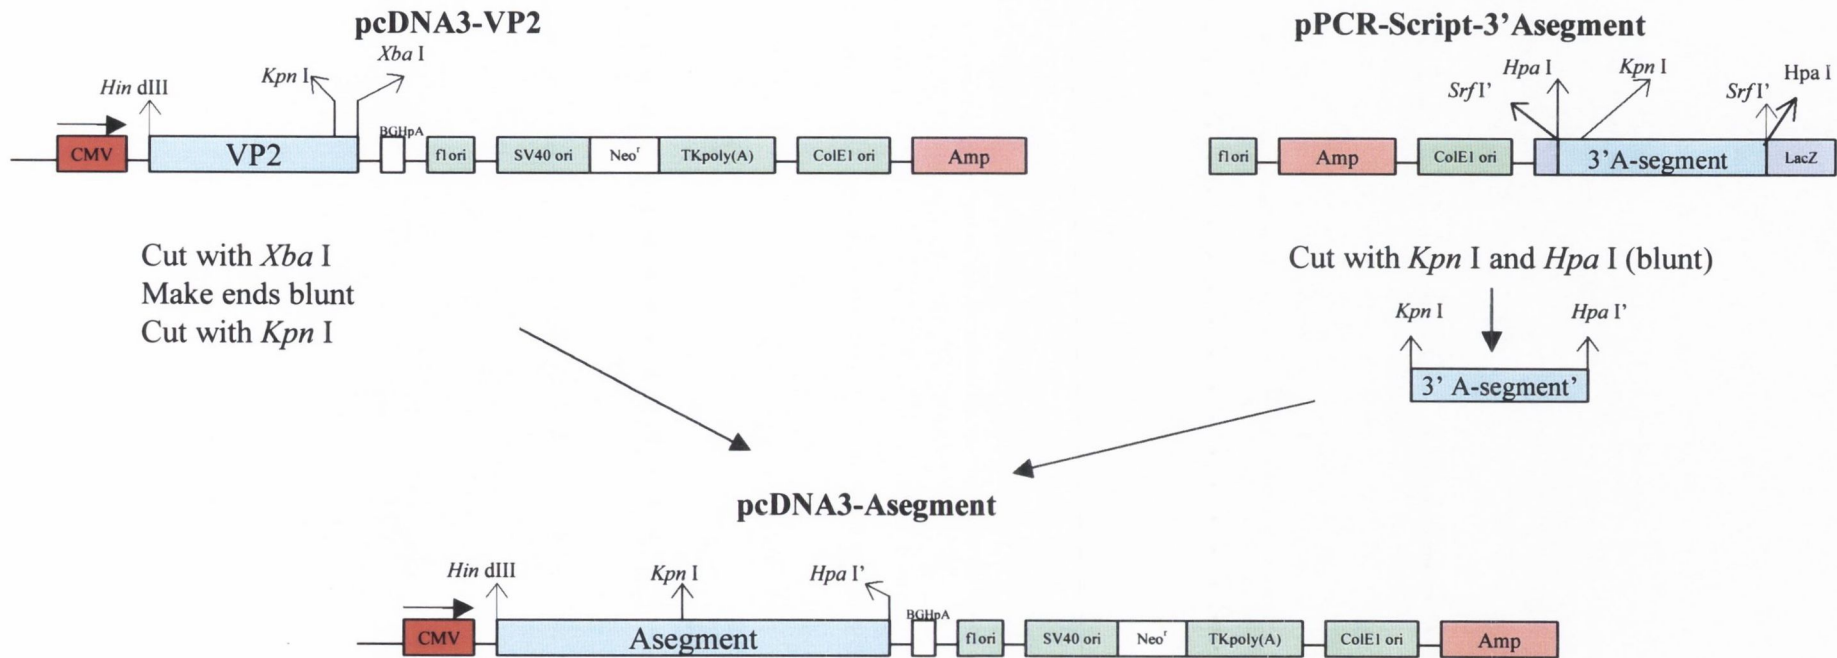 pcDNA3-VP2
Hin dIII
Kpn I
Xba I
CMV
VP2
BGHpA
f1ori
SV40 ori
Neoʳ
TKpoly(A)
ColE1 ori
Amp
Cut with Xba I
Make ends blunt
Cut with Kpn I
pPCR-Script-3’Asegment
Srf I’
Hpa I
Kpn I
Srf I’
Hpa I
f1ori
Amp
ColE1 ori
3’A-segment
LacZ
Cut with Kpn I and Hpa I (blunt)
Kpn I
Hpa I’
3’ A-segment’
pcDNA3-Asegment
Hin dIII
Kpn I
Hpa I’
CMV
Asegment
BGHpA
f1ori
SV40 ori
Neoʳ
TKpoly(A)
ColE1 ori
Amp